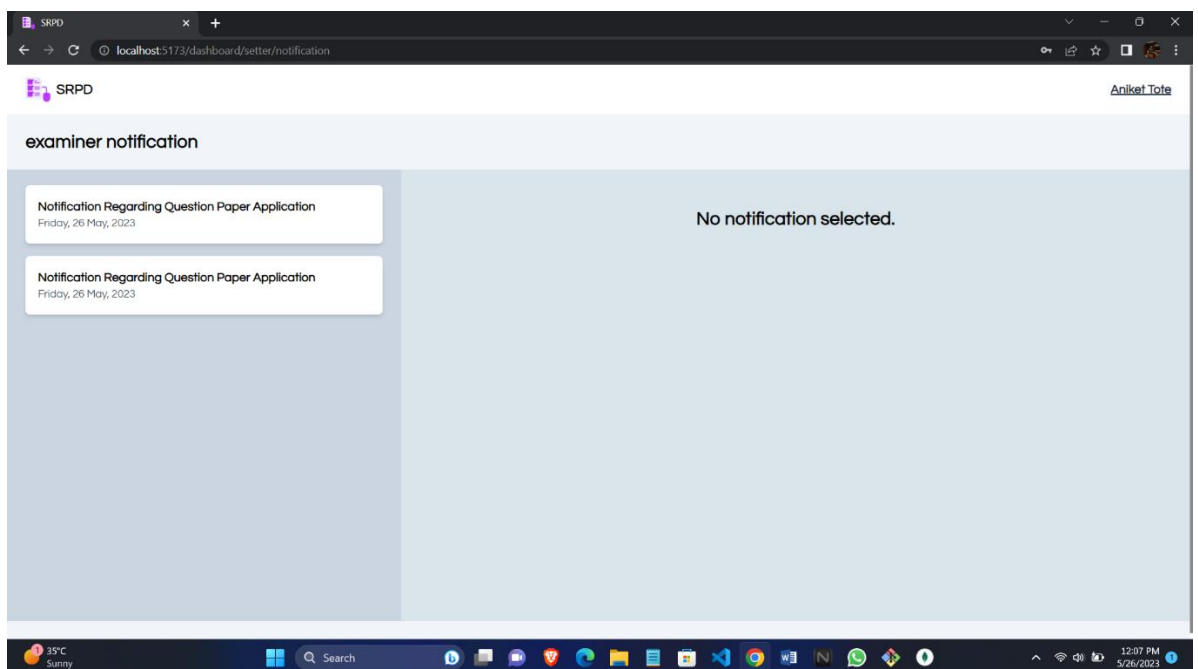 SRPD
localhost:5173/dashboard/setter/notification
SRPD
Aniket Tote
examiner notification
Notification Regarding Question Paper Application
Friday, 26 May, 2023
Notification Regarding Question Paper Application
Friday, 26 May, 2023
No notification selected.
1
35°C
Sunny
Search
12:07 PM
5/26/2023
1